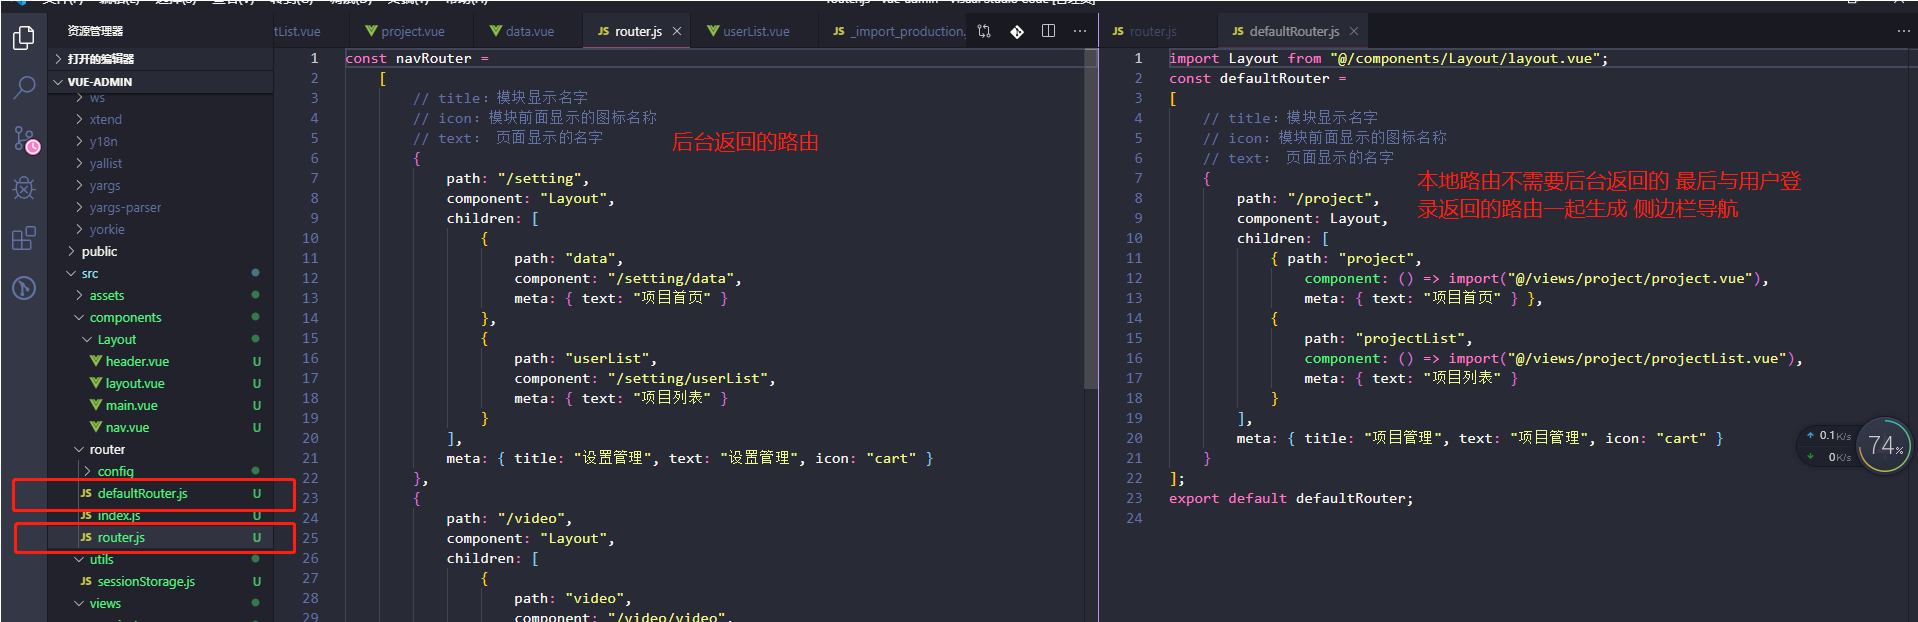 router.js - vue-admin - Visual Studio Code [管理员]
资源管理器
打开的编辑器
VUE-ADMIN
ws
xtend
y18n
yallist
yargs
yargs-parser
yorkie
public
src
assets
components
Layout
header.vue U
layout.vue U
main.vue U
nav.vue U
router
config
defaultRouter.js U
index.js U
router.js U
utils
sessionStorage.js U
views
tList.vue project.vue data.vue JS router.js userList.vue JS _import_production.
1 const navRouter =
2 [
3 // title：模块显示名字
4 // icon：模块前面显示的图标名称
5 // text： 页面显示的名字
后台返回的路由
6 {
7 path: "/setting",
8 component: "Layout",
9 children: [
10 {
11 path: "data",
12 component: "/setting/data",
13 meta: { text: "项目首页" }
14 },
15 {
16 path: "userList",
17 component: "/setting/userList",
18 meta: { text: "项目列表" }
19 }
20 ],
21 meta: { title: "设置管理", text: "设置管理", icon: "cart" }
22 },
23 {
24 path: "/video",
25 component: "Layout",
26 children: [
27 {
28 path: "video",
29 component: "/video/video",
JS router.js JS defaultRouter.js
1 import Layout from "@/components/Layout/layout.vue";
2 const defaultRouter =
3 [
4 // title：模块显示名字
5 // icon：模块前面显示的图标名称
6 // text： 页面显示的名字
7 {
本地路由不需要后台返回的 最后与用户登
录返回的路由一起生成 侧边栏导航
8 path: "/project",
9 component: Layout,
10 children: [
11 { path: "project",
12 component: () => import("@/views/project/project.vue"),
13 meta: { text: "项目首页" } },
14 {
15 path: "projectList",
16 component: () => import("@/views/project/projectList.vue"),
17 meta: { text: "项目列表" }
18 }
19 ],
20 meta: { title: "项目管理", text: "项目管理", icon: "cart" }
21 }
22 ];
23 export default defaultRouter;
24
0.1K/s
0K/s
74%